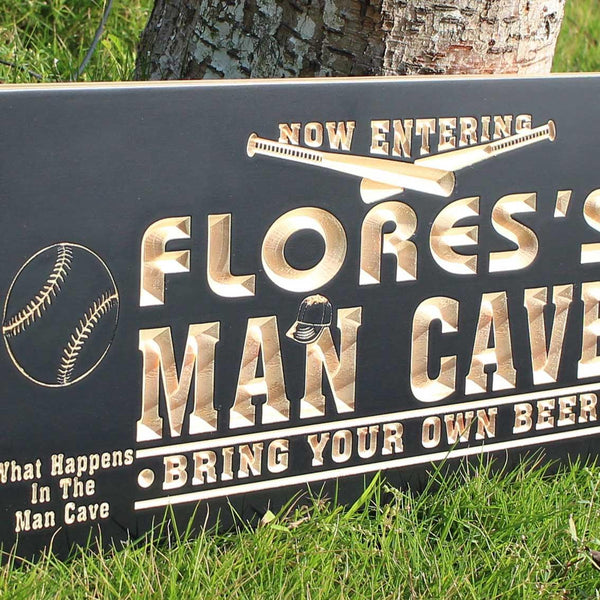 NOW ENTERING
FLORES'S
MAN CAVE
• BRING YOUR OWN BEER
What Happens
In The
Man Cave